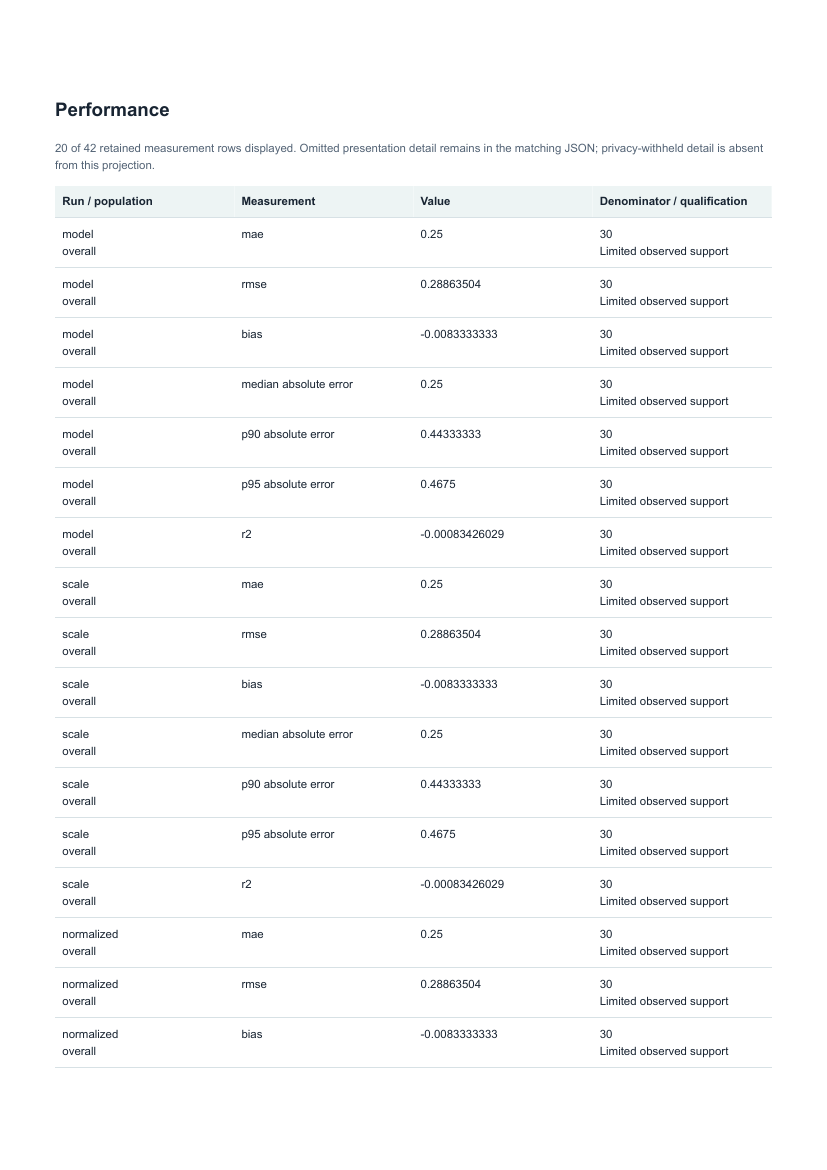 Performance
20 of 42 retained measurement rows displayed. Omitted presentation detail remains in the matching JSON; privacy-withheld detail is absent
from this projection.
Run / population Measurement Value Denominator / qualification
model mae 0.25 30
overall Limited observed support
model rmse 0.28863504 30
overall Limited observed support
model bias -0.0083333333 30
overall Limited observed support
model median absolute error 0.25 30
overall Limited observed support
model p90 absolute error 0.44333333 30
overall Limited observed support
model p95 absolute error 0.4675 30
overall Limited observed support
model r2 -0.00083426029 30
overall Limited observed support
scale mae 0.25 30
overall Limited observed support
scale rmse 0.28863504 30
overall Limited observed support
scale bias -0.0083333333 30
overall Limited observed support
scale median absolute error 0.25 30
overall Limited observed support
scale p90 absolute error 0.44333333 30
overall Limited observed support
scale p95 absolute error 0.4675 30
overall Limited observed support
scale r2 -0.00083426029 30
overall Limited observed support
normalized mae 0.25 30
overall Limited observed support
normalized rmse 0.28863504 30
overall Limited observed support
normalized bias -0.0083333333 30
overall Limited observed support